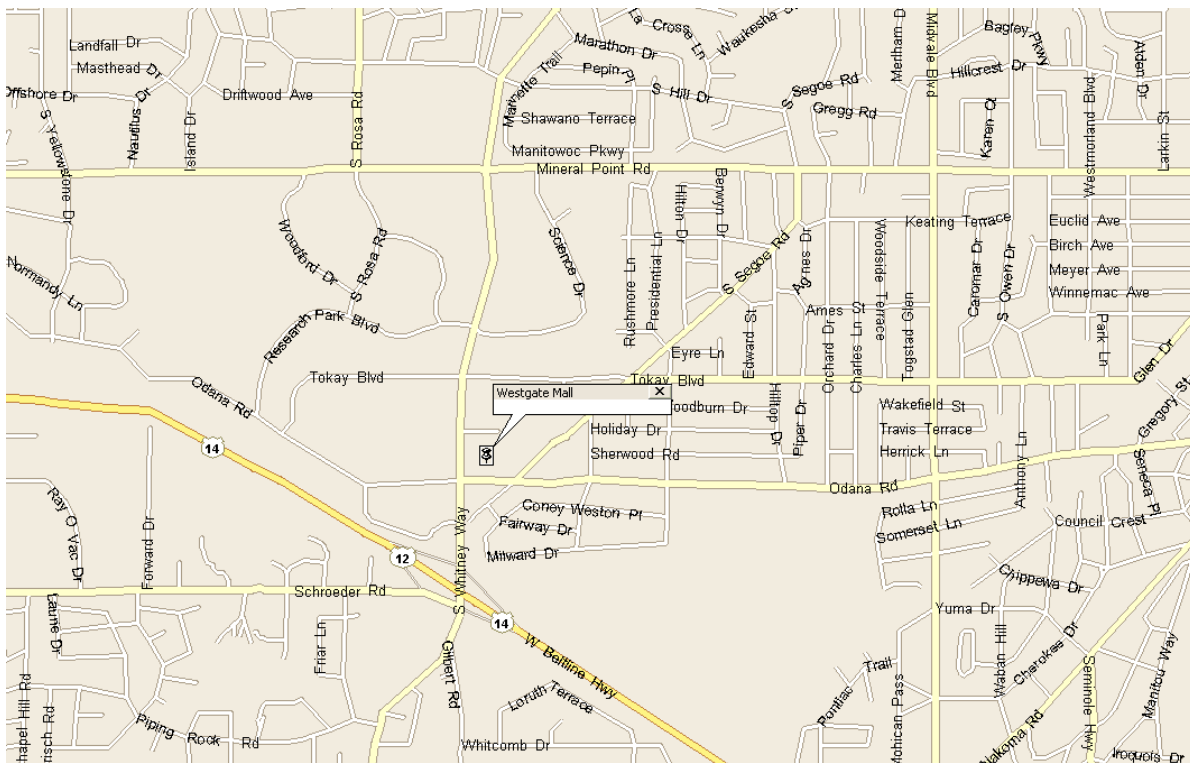 Landfall Dr
Masthead Dr
Offshore Dr
Nautilus Dr
Driftwood Ave
Island Dr
S Yellowstone Dr
S Rosa Rd
Marinette Trail
Marathon Dr
Pepin Pl
La Crosse Ln
Waukesha St
S Hill Dr
S Segoe Rd
Gregg Rd
Shawano Terrace
Manitowoc Pkwy
Mineral Point Rd
Midvale Blvd
Bagley Pkwy
Hillcrest Dr
Karen Ct
Westmorland Blvd
Alden Dr
Larkin St
Woodford Dr
S Rosa Rd
Science Dr
Rushmore Ln
Presidential Ln
Hilton Dr
Berwyn Dr
S Segoe Rd
Agnes Dr
Woodside Terrace
Keating Terrace
Euclid Ave
Birch Ave
Meyer Ave
Winnemac Ave
Caromar Dr
S Owen Dr
Normandy Ln
Research Park Blvd
Eyre Ln
Edward St
Ames St
Orchard Dr
Charles Ln
Togstad Glen
Park Ln
Glen Dr
Tokay Blvd
Tokay Blvd
Odana Rd
Westgate Mall
Woodburn Dr
Hilltop Dr
Piper Dr
Holiday Dr
Sherwood Rd
Wakefield St
Travis Terrace
Herrick Ln
Gregory St
Seneca Pl
Anthony Ln
14
Odana Rd
Ray O Vac Dr
Forward Dr
Coney Weston Pl
Fairway Dr
Milward Dr
S Whitney Way
Rolla Ln
Somerset Ln
Council Crest
Chippewa Dr
12
Schroeder Rd
14
W Beltline Hwy
Yuma Dr
Waban Hill
Cherokee Dr
Seminole Hwy
Manitou Way
Laurie Dr
Friar Ln
Gilbert Rd
Loruth Terrace
Whitcomb Dr
Piping Rock Rd
Chapel Hill Rd
Frisch Rd
Pontiac Trail
Mohican Pass
Nakoma Rd
Iroquois Dr